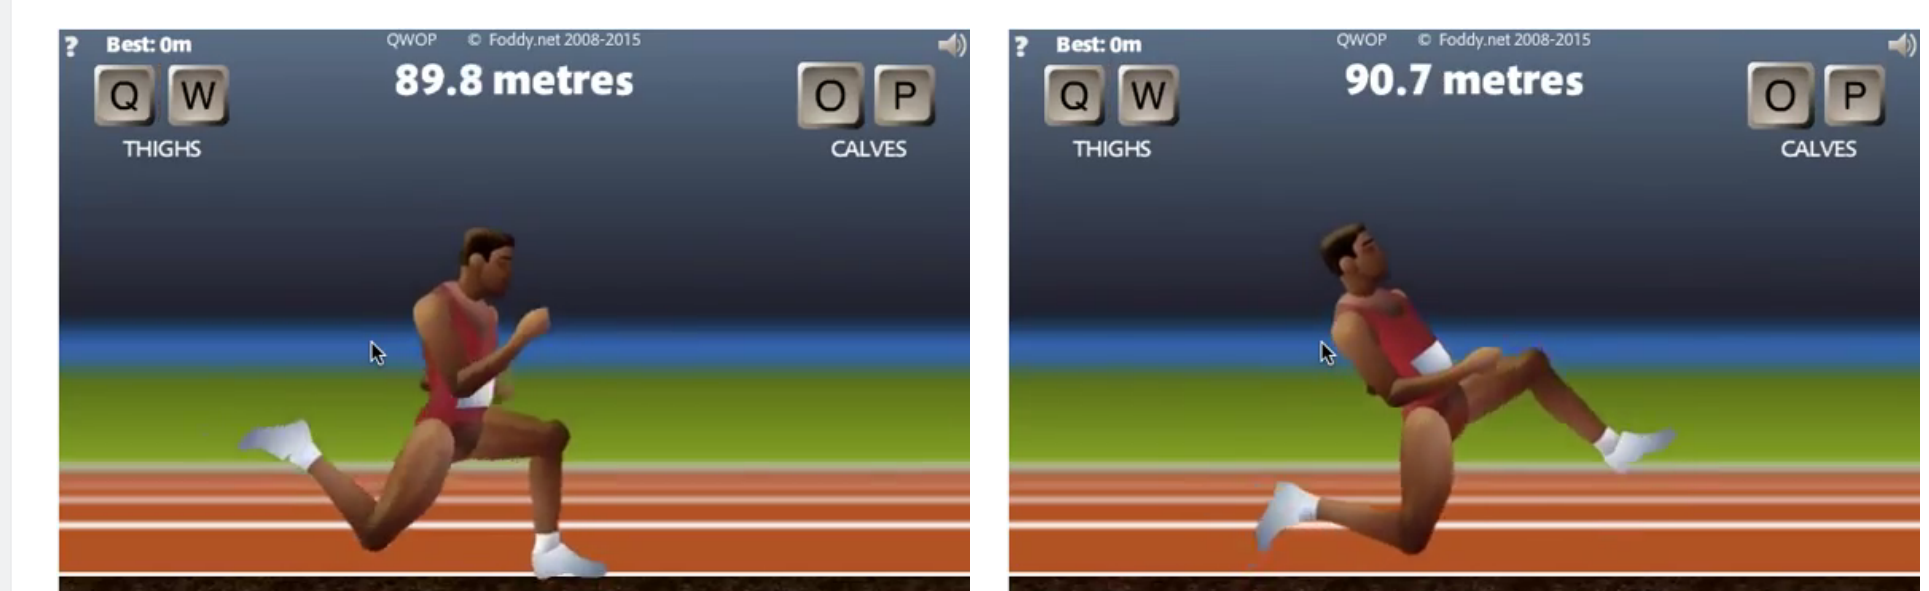 ? Best: 0m QWOP © Foddy.net 2008-2015
89.8 metres
Q W O P
THIGHS CALVES
? Best: 0m QWOP © Foddy.net 2008-2015
90.7 metres
Q W O P
THIGHS CALVES